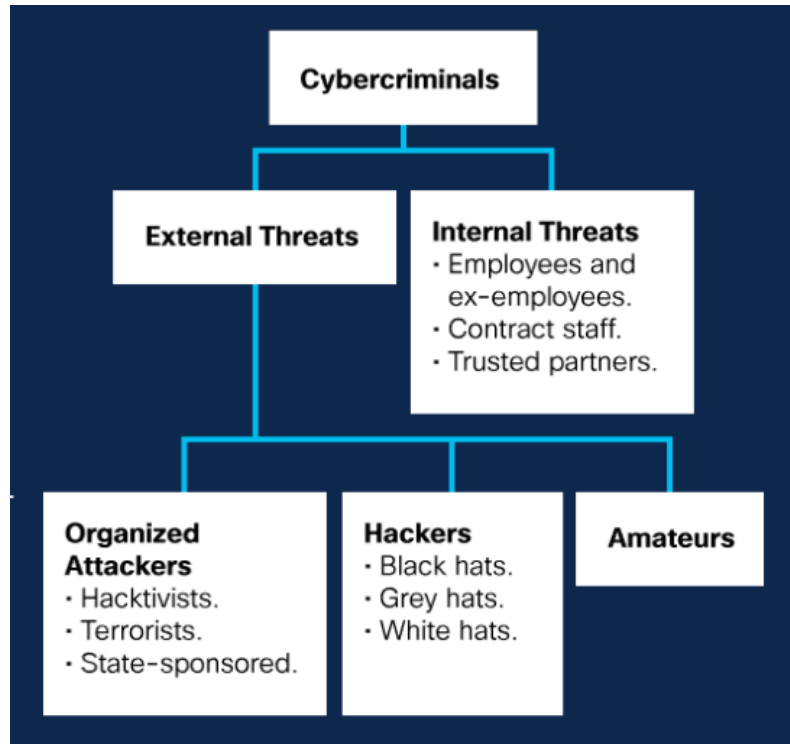 Cybercriminals
External Threats
Internal Threats
· Employees and
ex-employees.
· Contract staff.
· Trusted partners.
Organized
Attackers
· Hacktivists.
· Terrorists.
· State-sponsored.
Hackers
· Black hats.
· Grey hats.
· White hats.
Amateurs